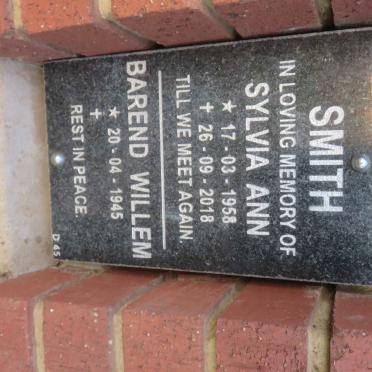 SMITH
IN LOVING MEMORY OF
SYLVIA ANN
★ 17 - 03 - 1958
✝ 26 - 09 - 2018
TILL WE MEET AGAIN.
BAREND WILLEM
★ 20 - 04 - 1945
✝
REST IN PEACE
D 45